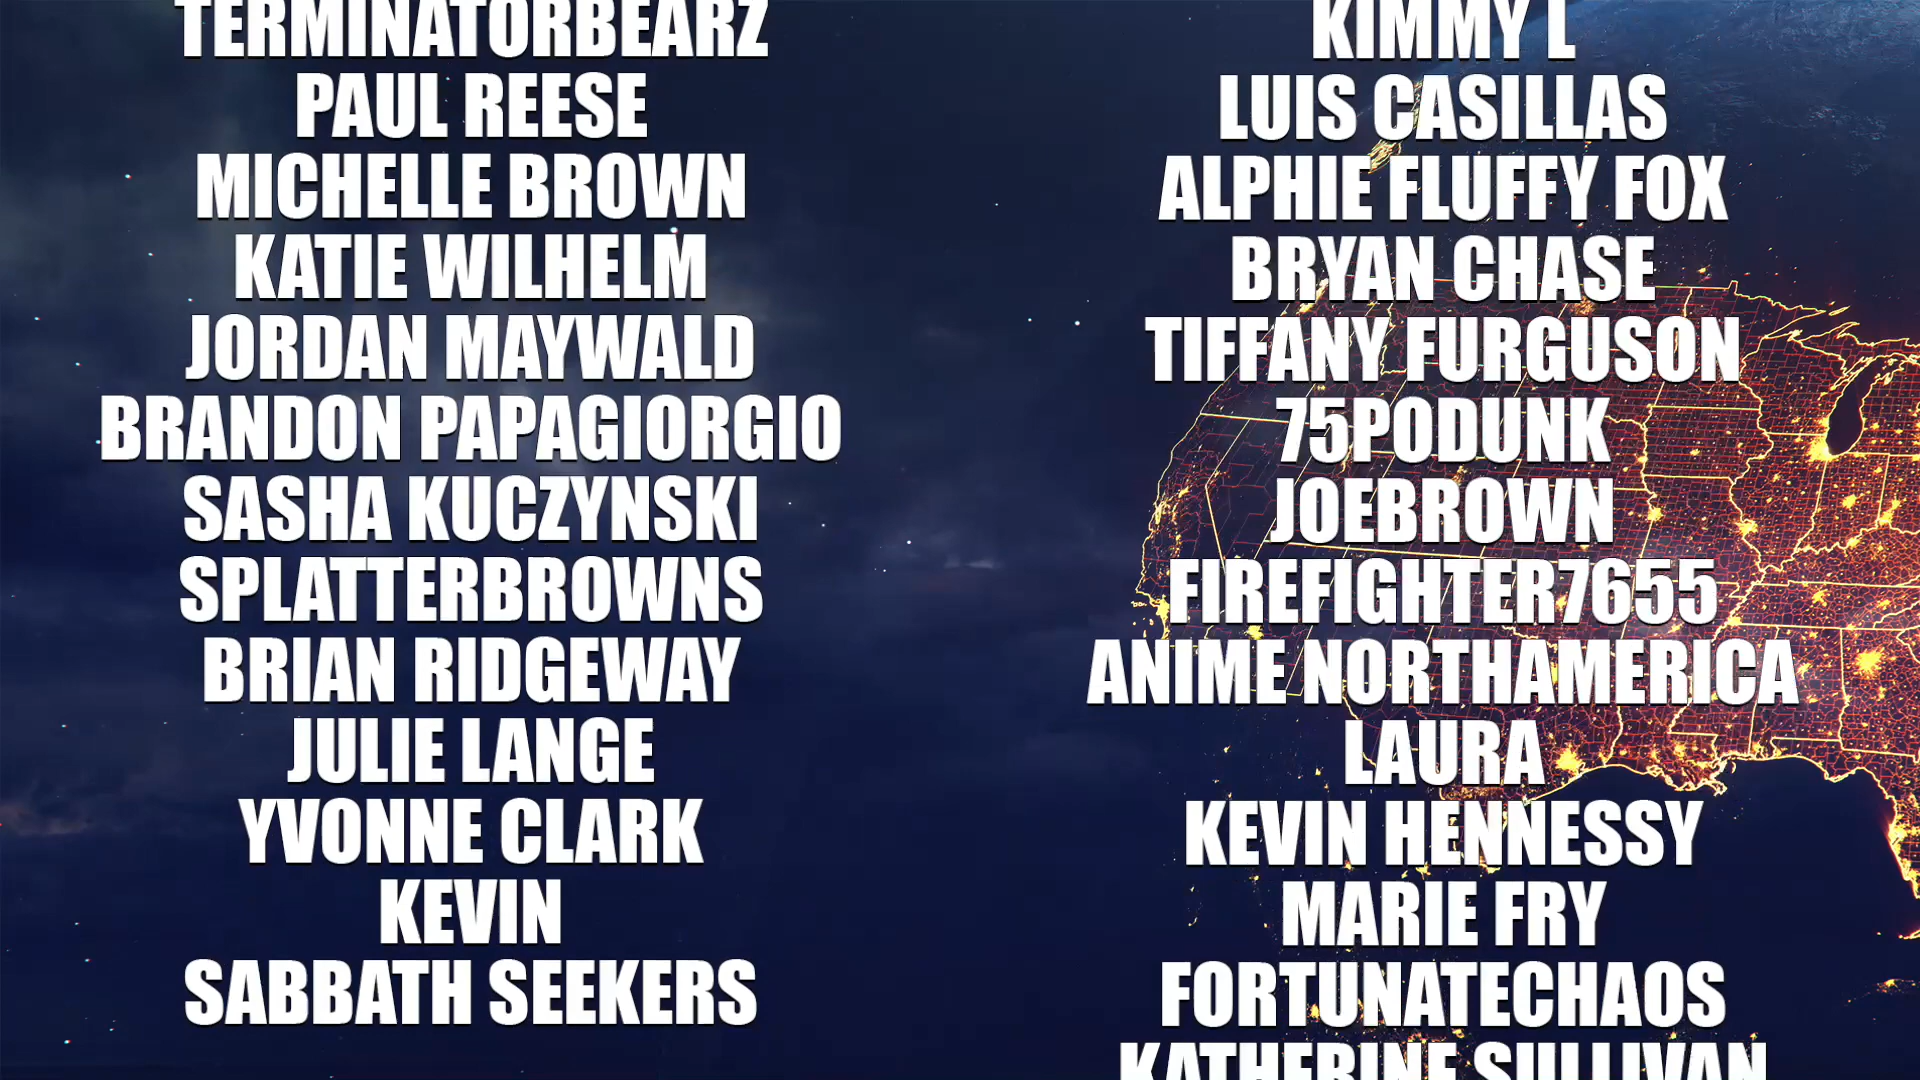 TERMINATORBEARZ
PAUL REESE
MICHELLE BROWN
KATIE WILHELM
JORDAN MAYWALD
BRANDON PAPAGIORGIO
SASHA KUCZYNSKI
SPLATTERBROWNS
BRIAN RIDGEWAY
JULIE LANGE
YVONNE CLARK
KEVIN
SABBATH SEEKERS
KIMMY L
LUIS CASILLAS
ALPHIE FLUFFY FOX
BRYAN CHASE
TIFFANY FURGUSON
75PODUNK
JOEBROWN
FIREFIGHTER7655
ANIME NORTHAMERICA
LAURA
KEVIN HENNESSY
MARIE FRY
FORTUNATECHAOS
KATHERINE SULLIVAN